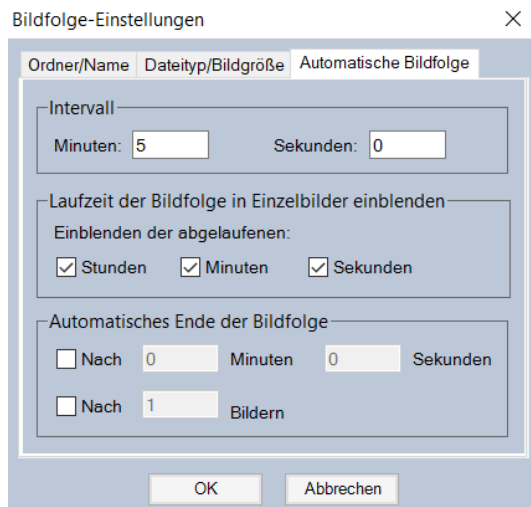 Bildfolge-Einstellungen
Ordner/Name Dateityp/Bildgröße Automatische Bildfolge
Intervall
Minuten: 5 Sekunden: 0
Laufzeit der Bildfolge in Einzelbilder einblenden
Einblenden der abgelaufenen:
Stunden Minuten Sekunden
Automatisches Ende der Bildfolge
Nach 0 Minuten 0 Sekunden
Nach 1 Bildern
OK Abbrechen